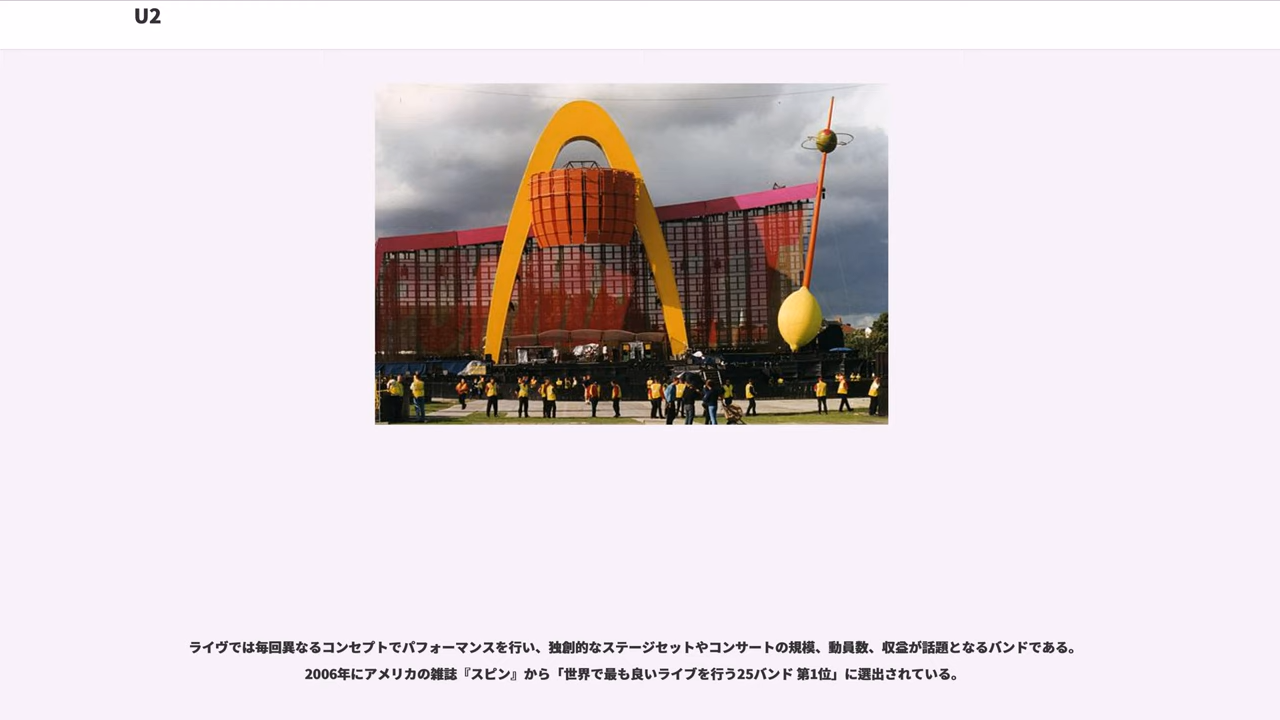 U2
ライヴでは毎回異なるコンセプトでパフォーマンスを行い、独創的なステージセットやコンサートの規模、動員数、収益が話題となるバンドである。
2006年にアメリカの雑誌『スピン』から「世界で最も良いライブを行う25バンド 第1位」に選出されている。